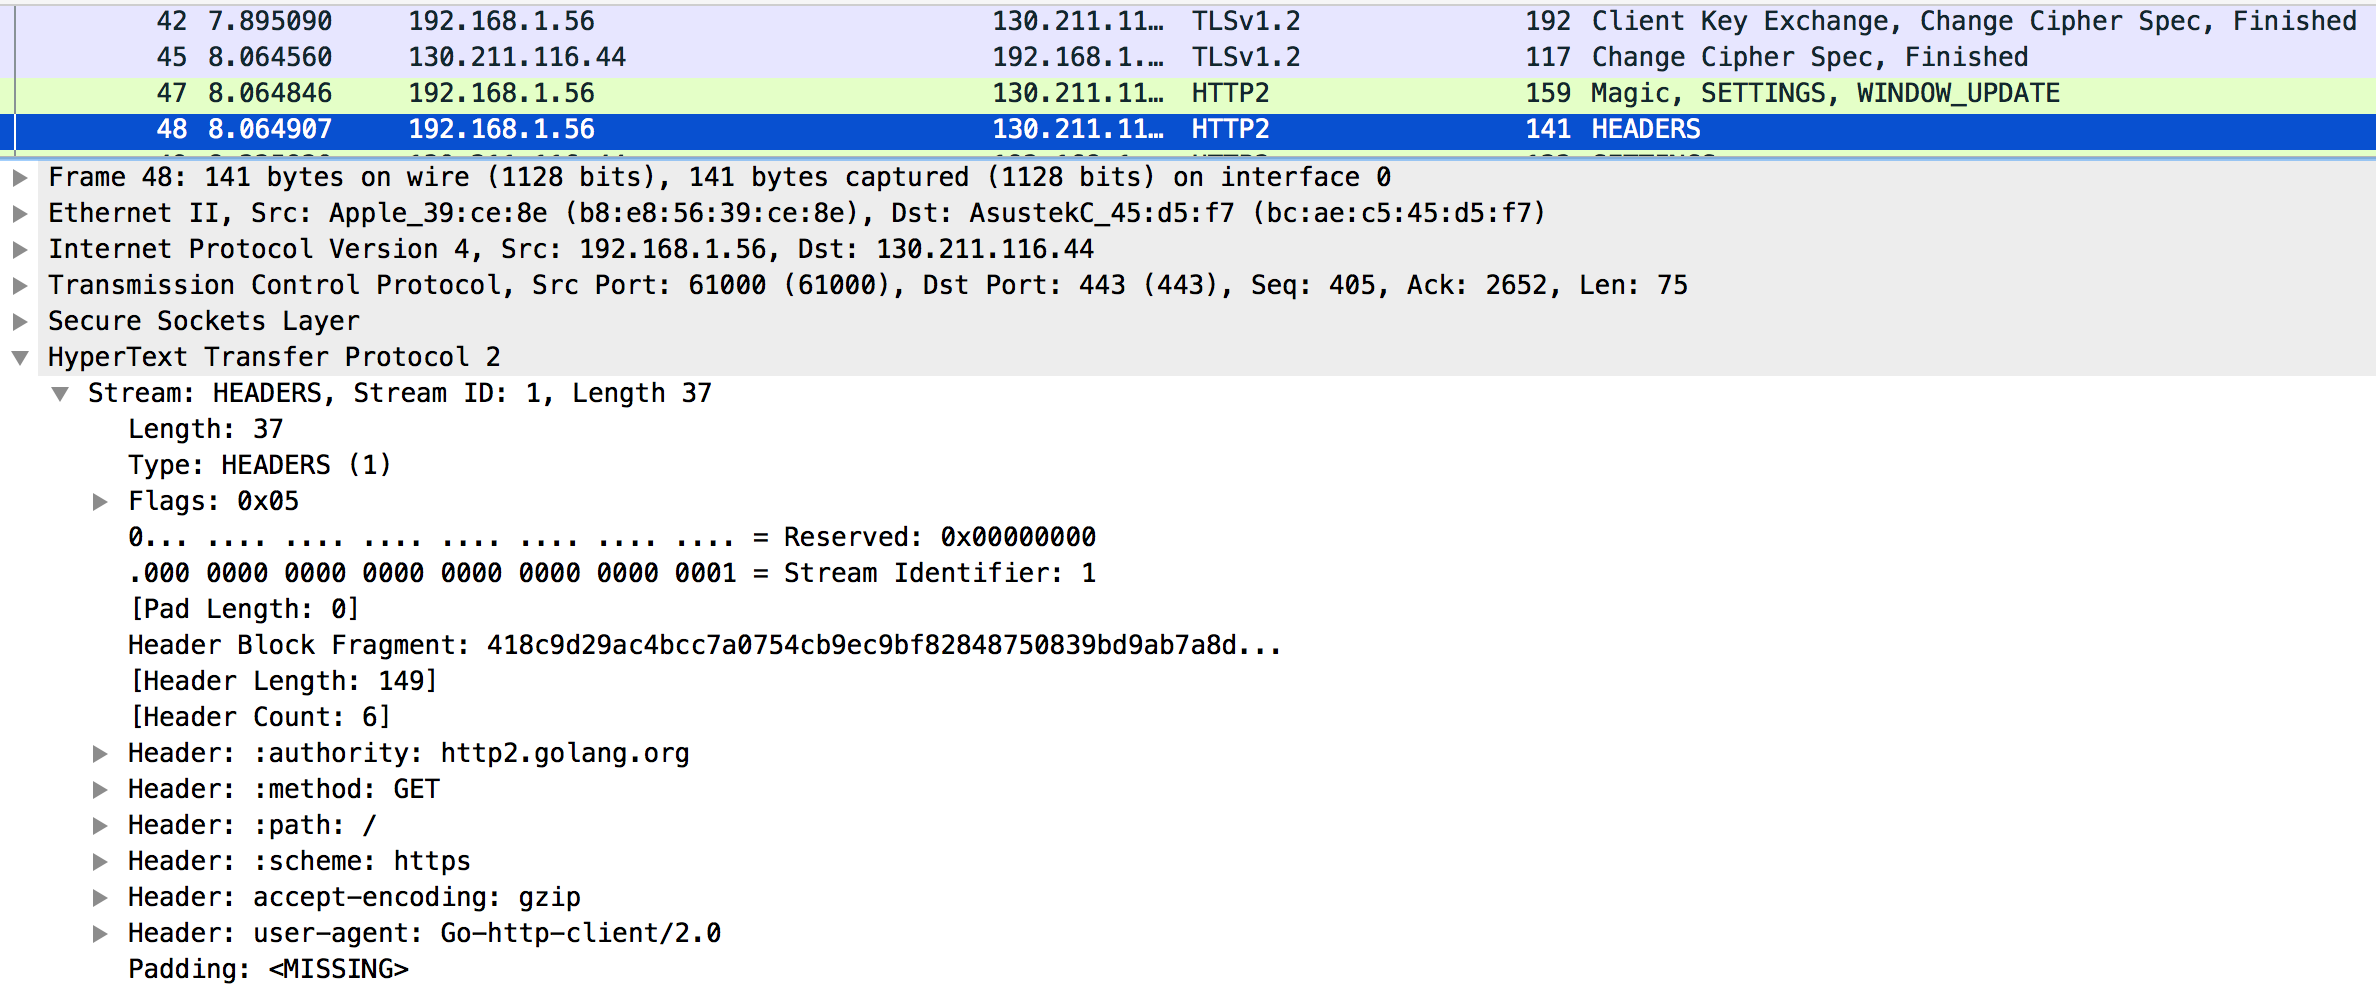 42 7.895090 192.168.1.56 130.211.11… TLSv1.2 192 Client Key Exchange, Change Cipher Spec, Finished
45 8.064560 130.211.116.44 192.168.1.… TLSv1.2 117 Change Cipher Spec, Finished
47 8.064846 192.168.1.56 130.211.11… HTTP2 159 Magic, SETTINGS, WINDOW_UPDATE
48 8.064907 192.168.1.56 130.211.11… HTTP2 141 HEADERS
Frame 48: 141 bytes on wire (1128 bits), 141 bytes captured (1128 bits) on interface 0
Ethernet II, Src: Apple_39:ce:8e (b8:e8:56:39:ce:8e), Dst: AsustekC_45:d5:f7 (bc:ae:c5:45:d5:f7)
Internet Protocol Version 4, Src: 192.168.1.56, Dst: 130.211.116.44
Transmission Control Protocol, Src Port: 61000 (61000), Dst Port: 443 (443), Seq: 405, Ack: 2652, Len: 75
Secure Sockets Layer
HyperText Transfer Protocol 2
Stream: HEADERS, Stream ID: 1, Length 37
Length: 37
Type: HEADERS (1)
Flags: 0x05
0... .... .... .... .... .... .... .... = Reserved: 0x00000000
.000 0000 0000 0000 0000 0000 0000 0001 = Stream Identifier: 1
[Pad Length: 0]
Header Block Fragment: 418c9d29ac4bcc7a0754cb9ec9bf82848750839bd9ab7a8d...
[Header Length: 149]
[Header Count: 6]
Header: :authority: http2.golang.org
Header: :method: GET
Header: :path: /
Header: :scheme: https
Header: accept-encoding: gzip
Header: user-agent: Go-http-client/2.0
Padding: <MISSING>